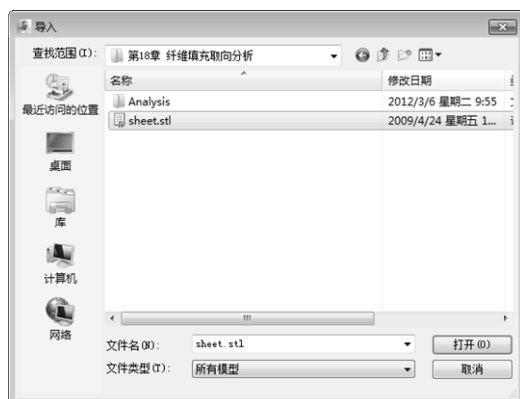 导入
查找范围(I): 第18章 纤维填充取向分析
名称 修改日期
最近访问的位置
Analysis 2012/3/6 星期二 9:55
sheet.stl 2009/4/24 星期五 1...
桌面
库
计算机
网络
文件名(N): sheet.stl 打开(O)
文件类型(T): 所有模型 取消